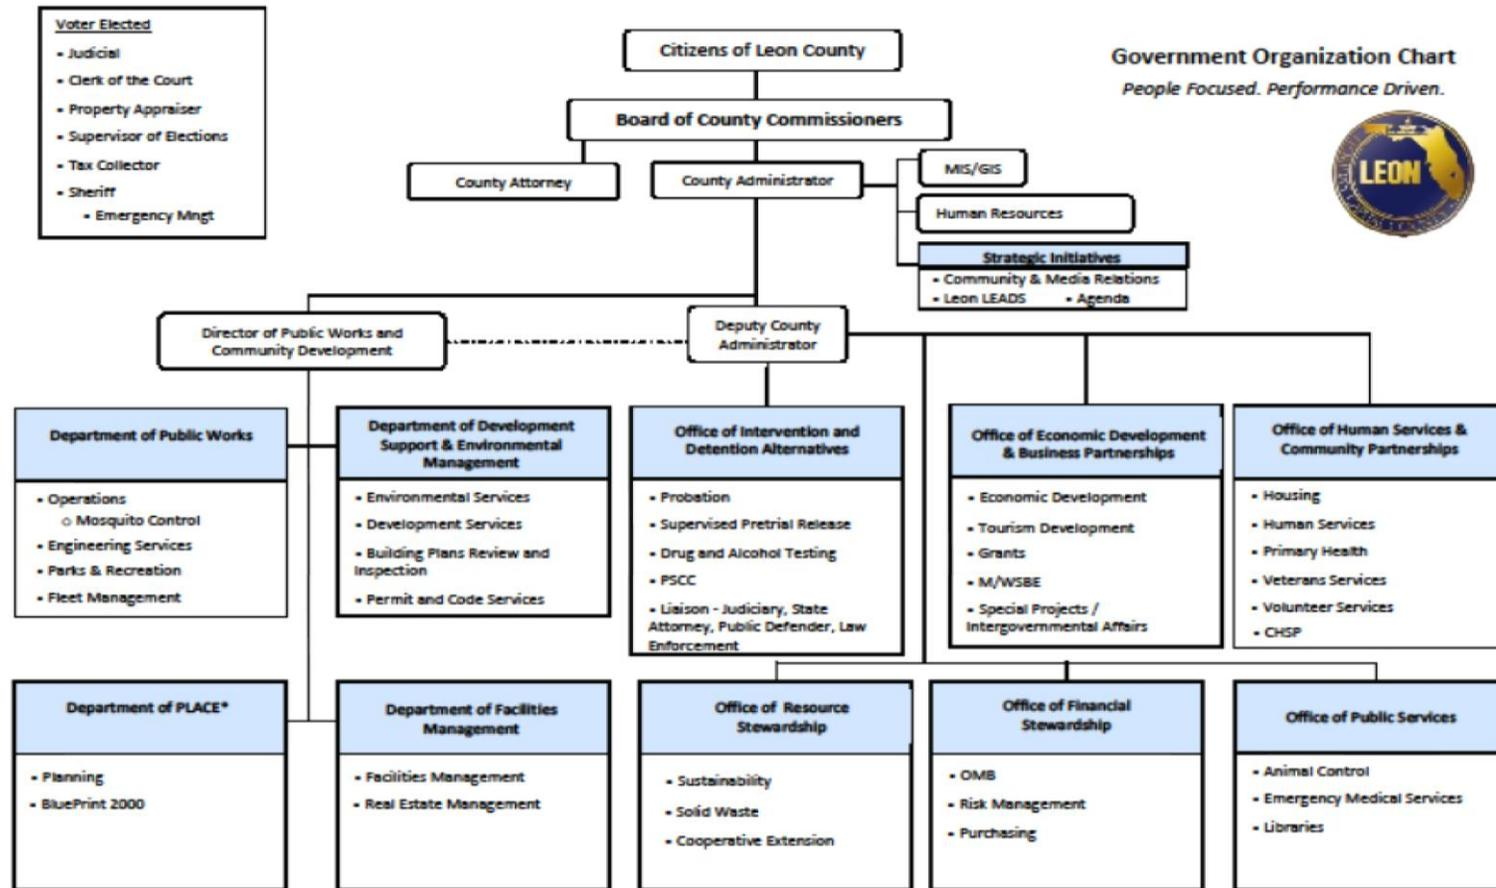 Voter Elected
- Judicial
- Clerk of the Court
- Property Appraiser
- Supervisor of Elections
- Tax Collector
- Sheriff
- Emergency Mngt
Citizens of Leon County
Board of County Commissioners
County Attorney
County Administrator
MIS/GIS
Human Resources
Strategic Initiatives
- Community & Media Relations
- Leon LEADS - Agenda
Government Organization Chart
People Focused. Performance Driven.
LEON
Director of Public Works and
Community Development
Deputy County
Administrator
Department of Public Works
- Operations
o Mosquito Control
- Engineering Services
- Parks & Recreation
- Fleet Management
Department of Development
Support & Environmental
Management
- Environmental Services
- Development Services
- Building Plans Review and
Inspection
- Permit and Code Services
Office of Intervention and
Detention Alternatives
- Probation
- Supervised Pretrial Release
- Drug and Alcohol Testing
- PSCC
- Liaison - Judiciary, State
Attorney, Public Defender, Law
Enforcement
Office of Economic Development
& Business Partnerships
- Economic Development
- Tourism Development
- Grants
- M/WSBE
- Special Projects /
Intergovernmental Affairs
Office of Human Services &
Community Partnerships
- Housing
- Human Services
- Primary Health
- Veterans Services
- Volunteer Services
- CHSP
Department of PLACE*
- Planning
- BluePrint 2000
Department of Facilities
Management
- Facilities Management
- Real Estate Management
Office of Resource
Stewardship
- Sustainability
- Solid Waste
- Cooperative Extension
Office of Financial
Stewardship
- OMB
- Risk Management
- Purchasing
Office of Public Services
- Animal Control
- Emergency Medical Services
- Libraries